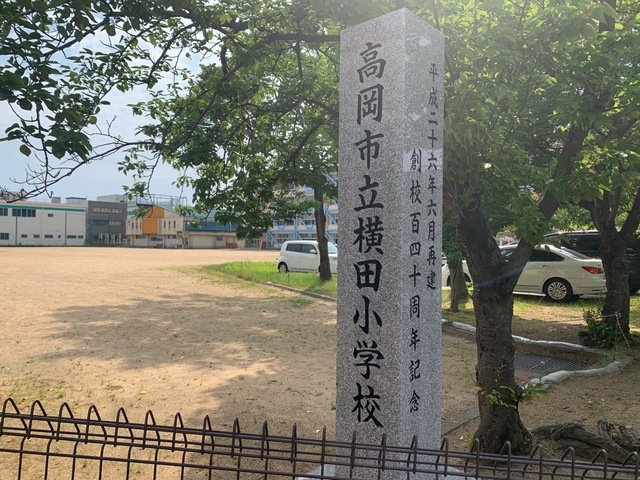 高岡市立横田小学校
平成二十六年六月再建
創校百四十周年記念